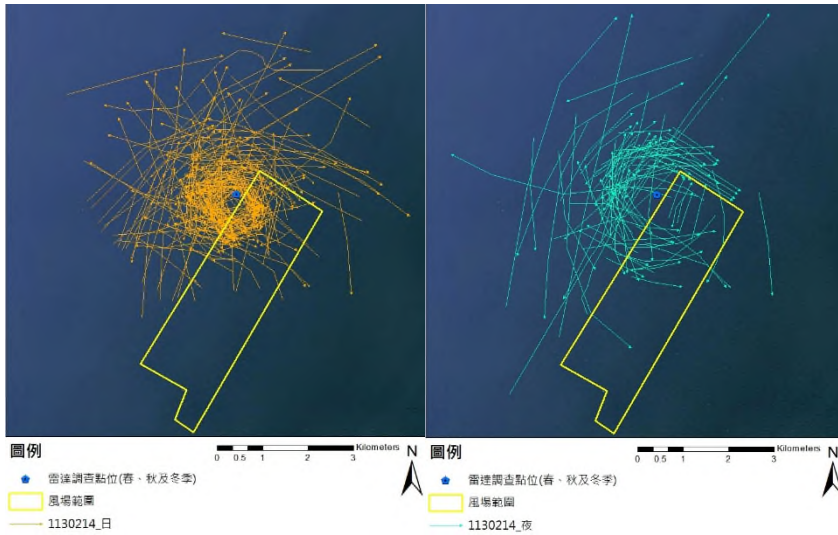 圖例
0 0.5 1 2 3 Kilometers
N
雷達調查點位(春、秋及冬季)
風場範圍
1130214_日
圖例
0 0.5 1 2 3 Kilometers
N
雷達調查點位(春、秋及冬季)
風場範圍
1130214_夜